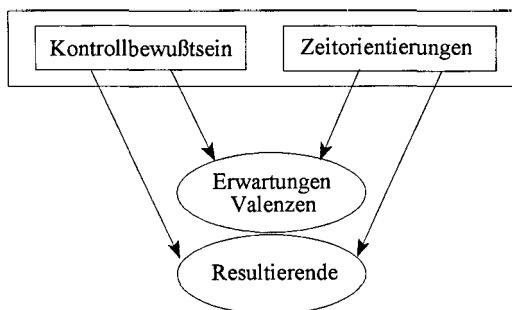 Kontrollbewußtsein
Zeitorientierungen
Erwartungen
Valenzen
Resultierende